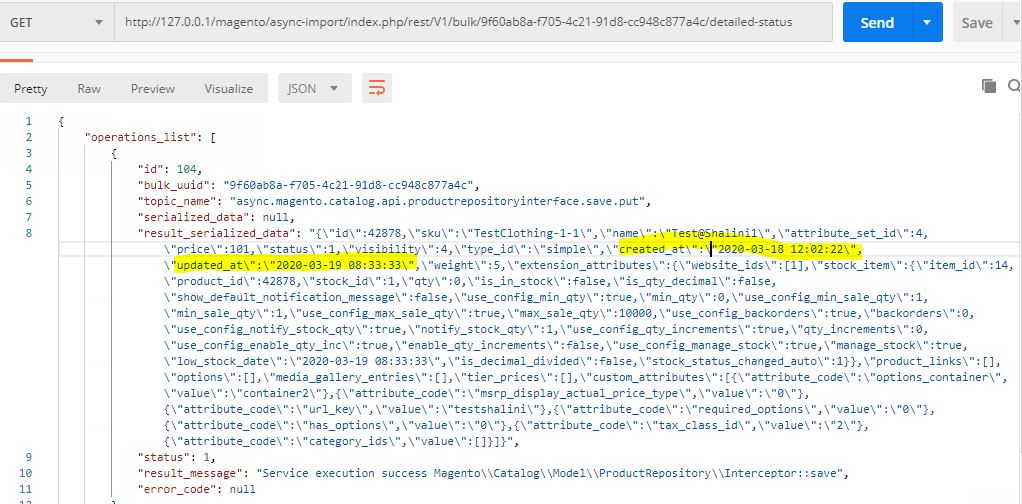 GET
http://127.0.0.1/magento/async-import/index.php/rest/V1/bulk/9f60ab8a-f705-4c21-91d8-cc948c877a4c/detailed-status
Send
Save
Pretty Raw Preview Visualize JSON
1 {
2 "operations_list": [
3 {
4 "id": 104,
5 "bulk_uuid": "9f60ab8a-f705-4c21-91d8-cc948c877a4c",
6 "topic_name": "async.magento.catalog.api.productrepositoryinterface.save.put",
7 "serialized_data": null,
8 "result_serialized_data": "{\"id\":42878,\"sku\":\"TestClothing-1-1\",\"name\":\"Test@Shalini1\",\"attribute_set_id\":4,
\"price\":101,\"status\":1,\"visibility\":4,\"type_id\":\"simple\",\"created_at\":\"2020-03-18 12:02:22\",
\"updated_at\":\"2020-03-19 08:33:33\",\"weight\":5,\"extension_attributes\":{\"website_ids\":[1],\"stock_item\":{\"item_id\":14,
\"product_id\":42878,\"stock_id\":1,\"qty\":0,\"is_in_stock\":false,\"is_qty_decimal\":false,
\"show_default_notification_message\":false,\"use_config_min_qty\":true,\"min_qty\":0,\"use_config_min_sale_qty\":1,
\"min_sale_qty\":1,\"use_config_max_sale_qty\":true,\"max_sale_qty\":10000,\"use_config_backorders\":true,\"backorders\":0,
\"use_config_notify_stock_qty\":true,\"notify_stock_qty\":1,\"use_config_qty_increments\":true,\"qty_increments\":0,
\"use_config_enable_qty_inc\":true,\"enable_qty_increments\":false,\"use_config_manage_stock\":true,\"manage_stock\":true,
\"low_stock_date\":\"2020-03-19 08:33:33\",\"is_decimal_divided\":false,\"stock_status_changed_auto\":1}},\"product_links\":[],
\"options\":[],\"media_gallery_entries\":[],\"tier_prices\":[],\"custom_attributes\":[{\"attribute_code\":\"options_container\",
\"value\":\"container2\"},{\"attribute_code\":\"msrp_display_actual_price_type\",\"value\":\"0\"},
{\"attribute_code\":\"url_key\",\"value\":\"testshalini\"},{\"attribute_code\":\"required_options\",\"value\":\"0\"},
{\"attribute_code\":\"has_options\",\"value\":\"0\"},{\"attribute_code\":\"tax_class_id\",\"value\":\"2\"},
{\"attribute_code\":\"category_ids\",\"value\":[]}]}",
9 "status": 1,
10 "result_message": "Service execution success Magento\\Catalog\\Model\\ProductRepository\\Interceptor::save",
11 "error_code": null